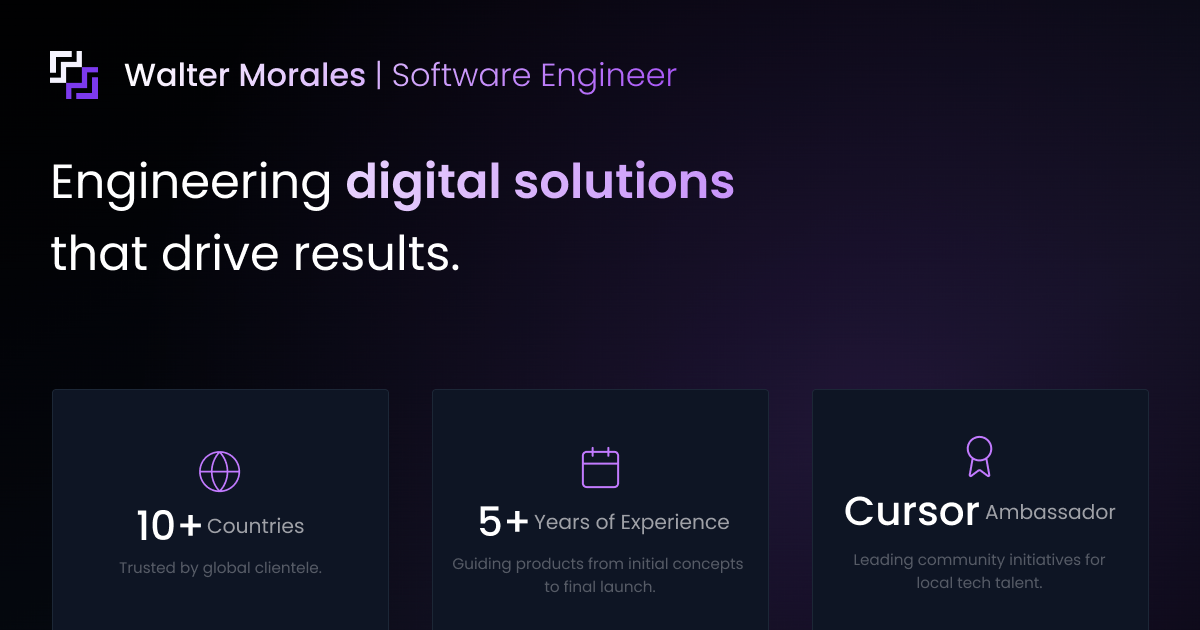 Walter Morales | Software Engineer
Engineering digital solutions
that drive results.
10+ Countries
Trusted by global clientele.
5+ Years of Experience
Guiding products from initial concepts
to final launch.
Cursor Ambassador
Leading community initiatives for
local tech talent.